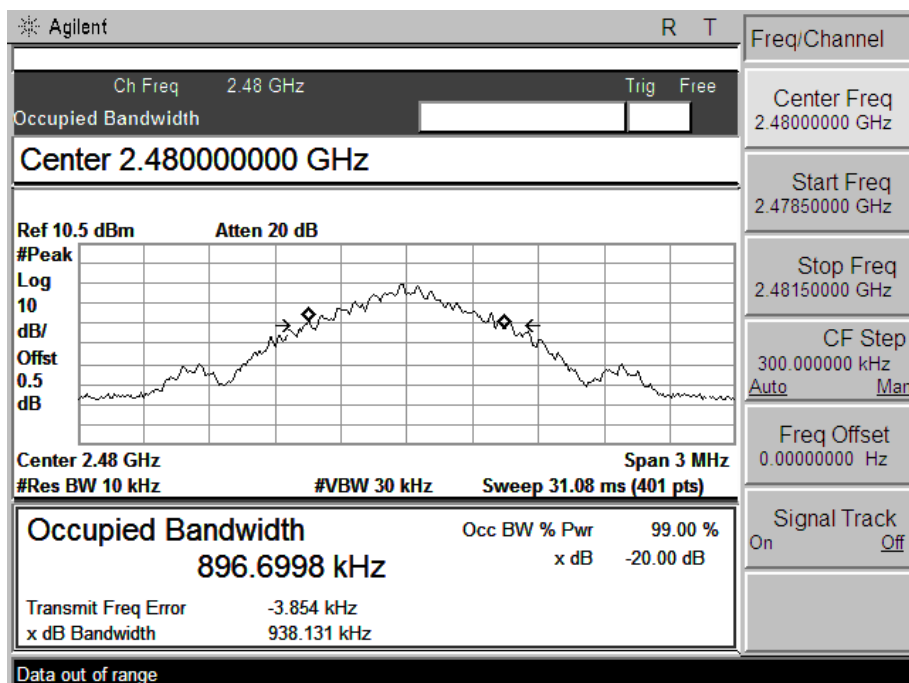 Agilent R T
Freq/Channel
Ch Freq 2.48 GHz Trig Free
Occupied Bandwidth
Center 2.480000000 GHz
Ref 10.5 dBm Atten 20 dB
#Peak
Log
10
dB/
Offst
0.5
dB
Center 2.48 GHz Span 3 MHz
#Res BW 10 kHz #VBW 30 kHz Sweep 31.08 ms (401 pts)
Occupied Bandwidth
896.6998 kHz
Occ BW % Pwr 99.00 %
x dB -20.00 dB
Transmit Freq Error -3.854 kHz
x dB Bandwidth 938.131 kHz
Center Freq
2.48000000 GHz
Start Freq
2.47850000 GHz
Stop Freq
2.48150000 GHz
CF Step
300.000000 kHz
Auto Man
Freq Offset
0.00000000 Hz
Signal Track
On Off
Data out of range